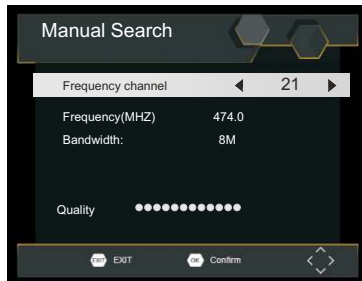 Manual Search
Frequency channel 21
Frequency(MHZ) 474.0
Bandwidth: 8M
Quality
EXIT EXIT OK Confirm